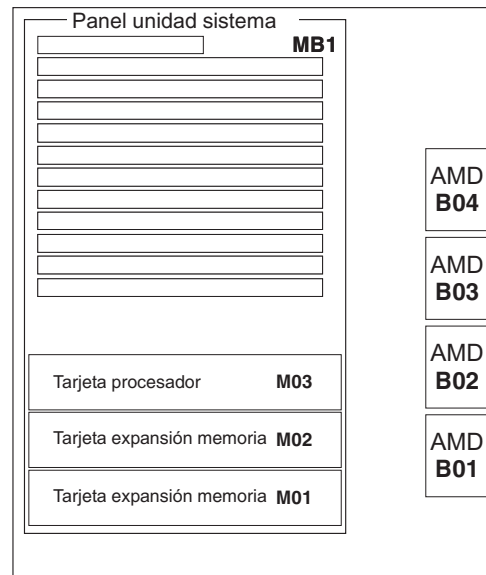 Panel unidad sistema
MB1
Tarjeta procesador M03
Tarjeta expansión memoria M02
Tarjeta expansión memoria M01
AMD
B04
AMD
B03
AMD
B02
AMD
B01